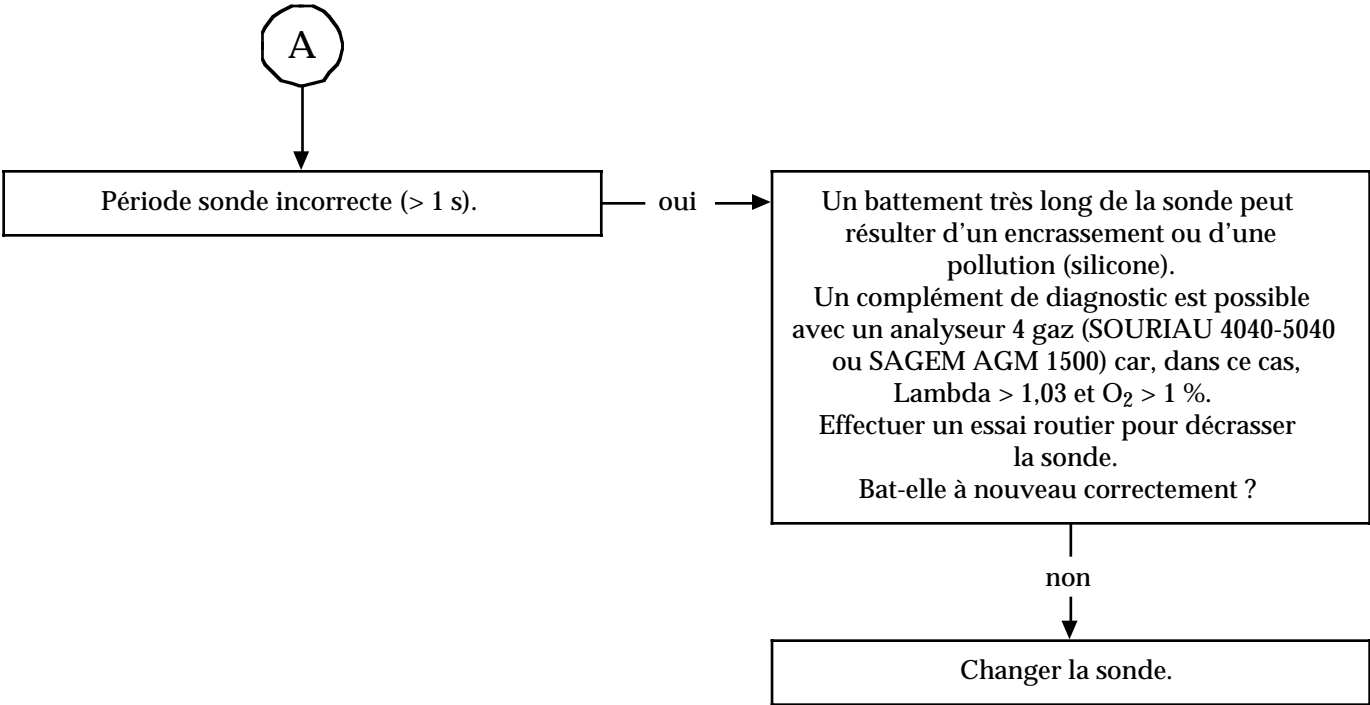 A
Période sonde incorrecte (> 1 s).
oui
Un battement très long de la sonde peut
résulter d’un encrassement ou d’une
pollution (silicone).
Un complément de diagnostic est possible
avec un analyseur 4 gaz (SOURIAU 4040-5040
ou SAGEM AGM 1500) car, dans ce cas,
Lambda > 1,03 et O₂ > 1 %.
Effectuer un essai routier pour décrasser
la sonde.
Bat-elle à nouveau correctement ?
non
Changer la sonde.